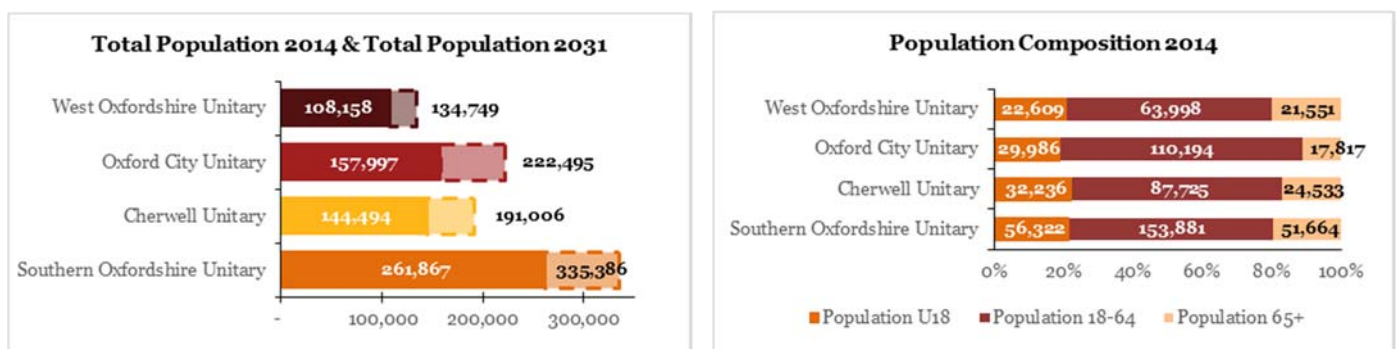 Total Population 2014 & Total Population 2031
West Oxfordshire Unitary 108,158 134,749
Oxford City Unitary 157,997 222,495
Cherwell Unitary 144,494 191,006
Southern Oxfordshire Unitary 261,867 335,386
- 100,000 200,000 300,000
Population Composition 2014
West Oxfordshire Unitary 22,609 63,998 21,551
Oxford City Unitary 29,986 110,194 17,817
Cherwell Unitary 32,236 87,725 24,533
Southern Oxfordshire Unitary 56,322 153,881 51,664
0% 20% 40% 60% 80% 100%
Population U18 Population 18-64 Population 65+